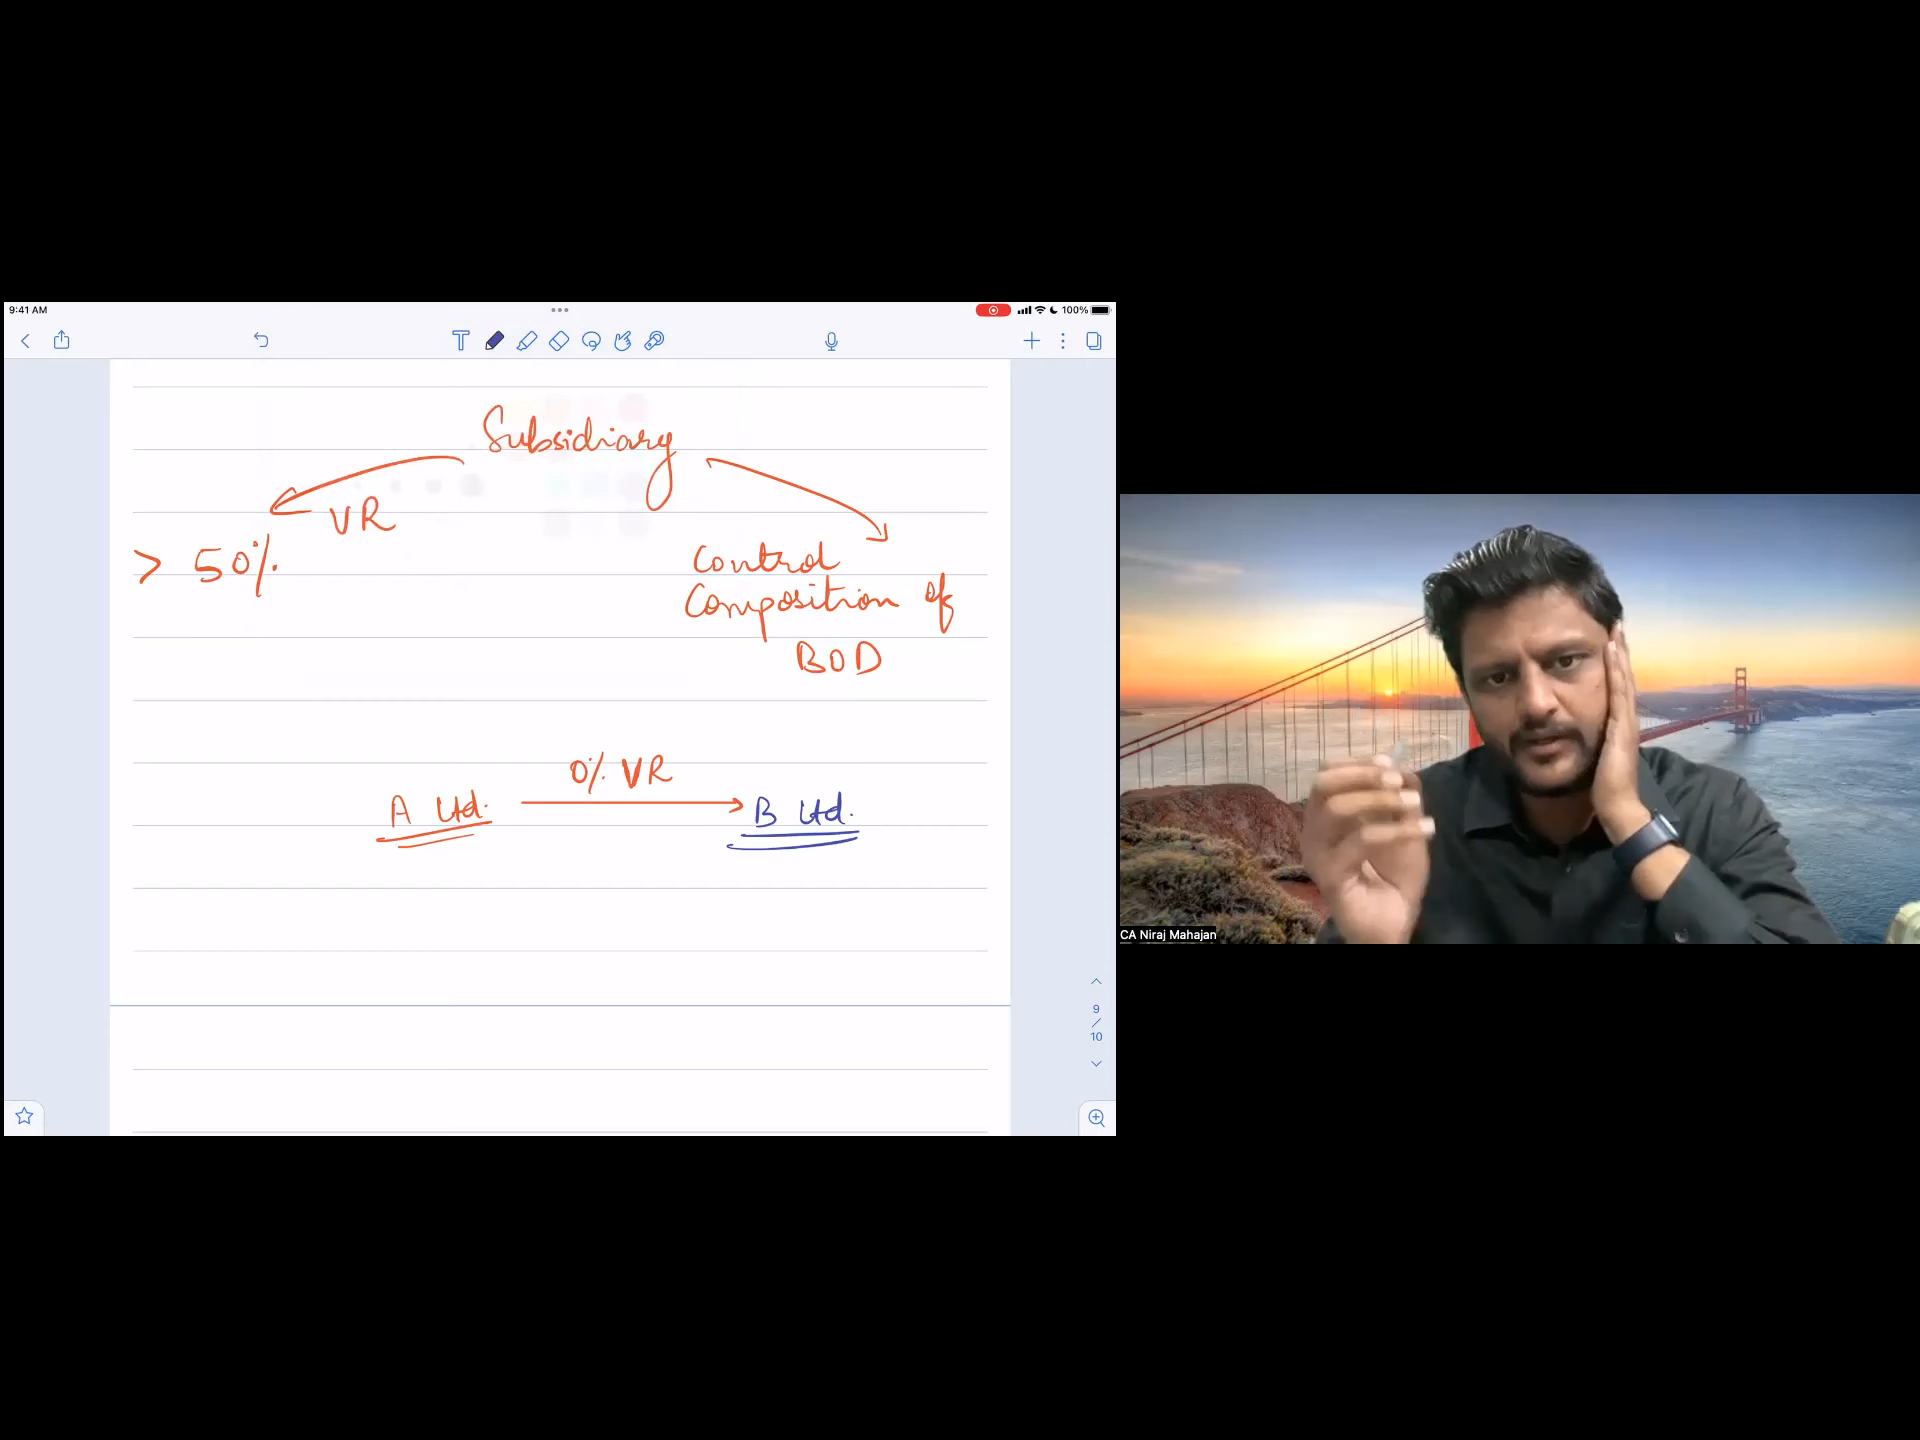 9:41 AM
100%
Subsidiary
VR
> 50%
Control
Composition of
BOD
0% VR
A Ltd.
B Ltd.
9
/
10
CA Niraj Mahajan